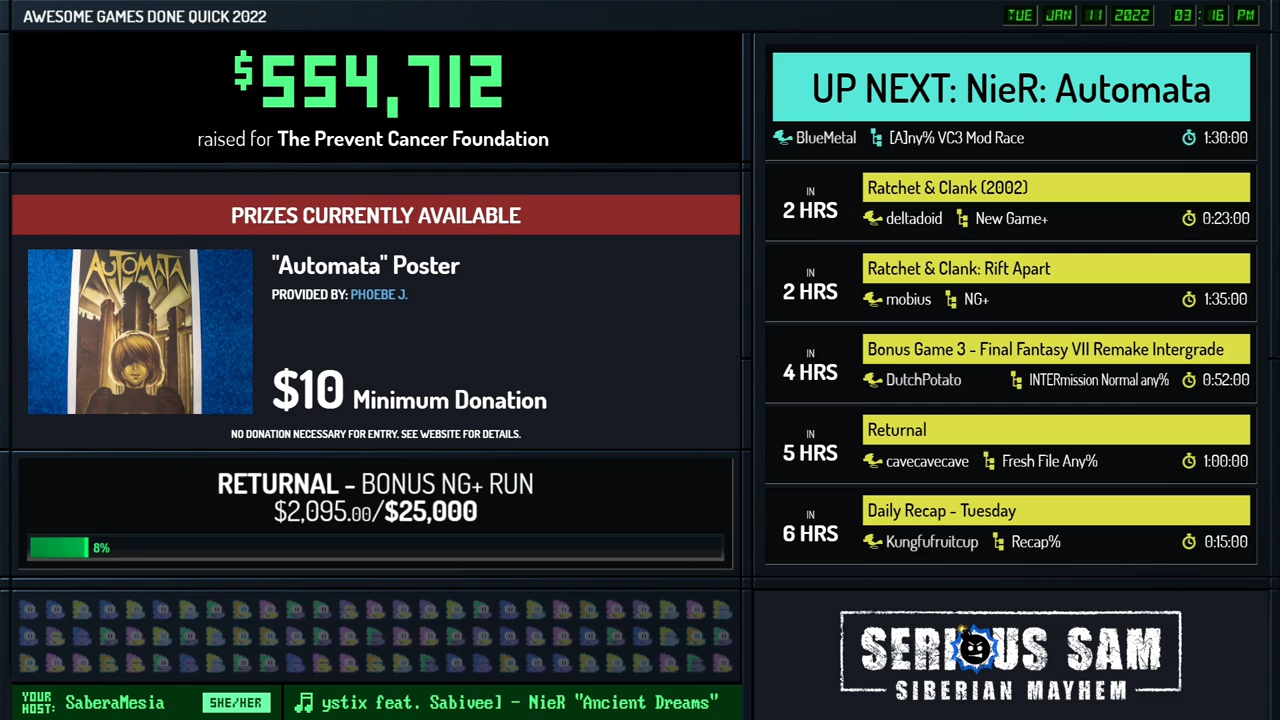 AWESOME GAMES DONE QUICK 2022
TUE JAN 11 2022 03:16 PM
$554,712
raised for The Prevent Cancer Foundation
PRIZES CURRENTLY AVAILABLE
AUTOMATA
"Automata" Poster
PROVIDED BY: PHOEBE J.
$10 Minimum Donation
NO DONATION NECESSARY FOR ENTRY. SEE WEBSITE FOR DETAILS.
RETURNAL - BONUS NG+ RUN
$2,095.00/$25,000
8%
YOUR HOST: SaberaMesia SHE/HER
ystix feat. Sabivee] - NieR "Ancient Dreams"
UP NEXT: NieR: Automata
BlueMetal [A]ny% VC3 Mod Race 1:30:00
IN 2 HRS
Ratchet & Clank (2002)
deltadoid New Game+ 0:23:00
IN 2 HRS
Ratchet & Clank: Rift Apart
mobius NG+ 1:35:00
IN 4 HRS
Bonus Game 3 - Final Fantasy VII Remake Intergrade
DutchPotato INTERmission Normal any% 0:52:00
IN 5 HRS
Returnal
cavecavecave Fresh File Any% 1:00:00
IN 6 HRS
Daily Recap - Tuesday
Kungfufruitcup Recap% 0:15:00
SERIOUS SAM
SIBERIAN MAYHEM